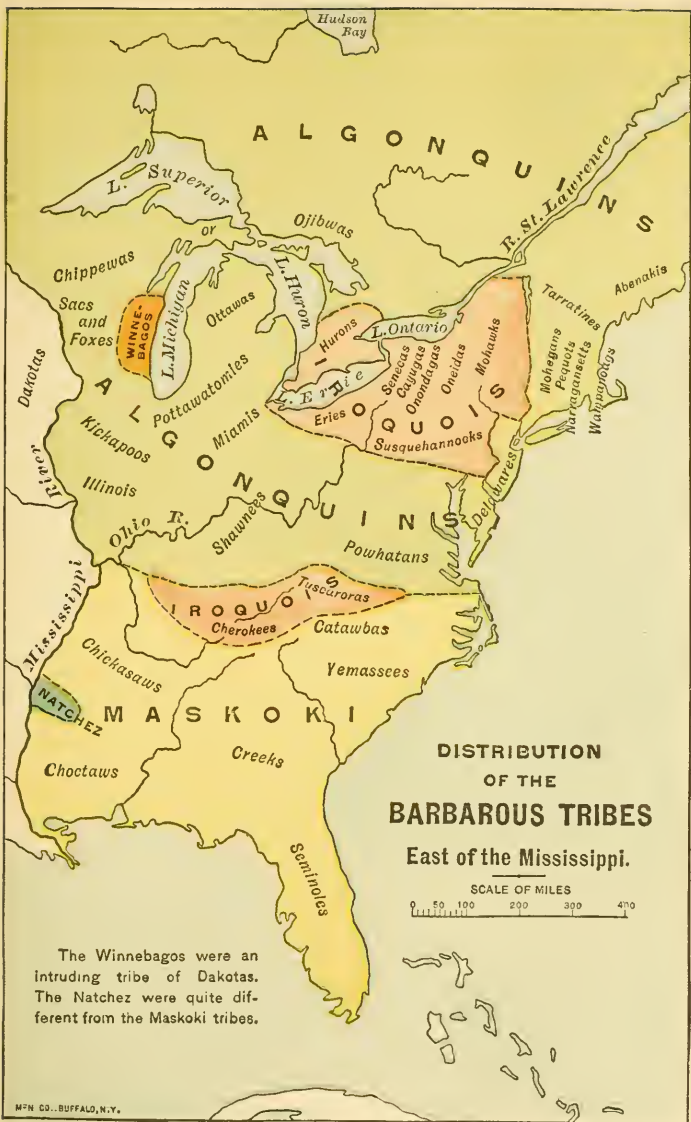 Hudson
Bay
ALGONQUINS
L. Superior
or
Ojibwas
R. St. Lawrence
Chippewas
Sacs
and
Foxes
WINNE-
BAGOS
L. Michigan
Ottawas
L. Huron
Hurons
L. Ontario
L. Erie
IROQUOIS
Eries
Senecas
Cayugas
Onondagas
Oneidas
Mohawks
Susquehannooks
Tarratines
Abenakis
Mohegans
Pequots
Narragansetts
Wampanoags
Delawares
Dakotas
ALGONQUINS
Pottawatomies
Kickapoos
Miamis
Illinois
Ohio R.
Shawnees
Powhatans
Mississippi River
IROQUOIS
Tuscaroras
Cherokees
Catawbas
Yemassees
Chickasaws
NATCHEZ
MASKOKI
Choctaws
Creeks
Seminoles
DISTRIBUTION
OF THE
BARBAROUS TRIBES
East of the Mississippi.
SCALE OF MILES
0 50 100 200 300 400
The Winnebagos were an
intruding tribe of Dakotas.
The Natchez were quite dif-
ferent from the Maskoki tribes.
M⸗N CO., BUFFALO, N.Y.